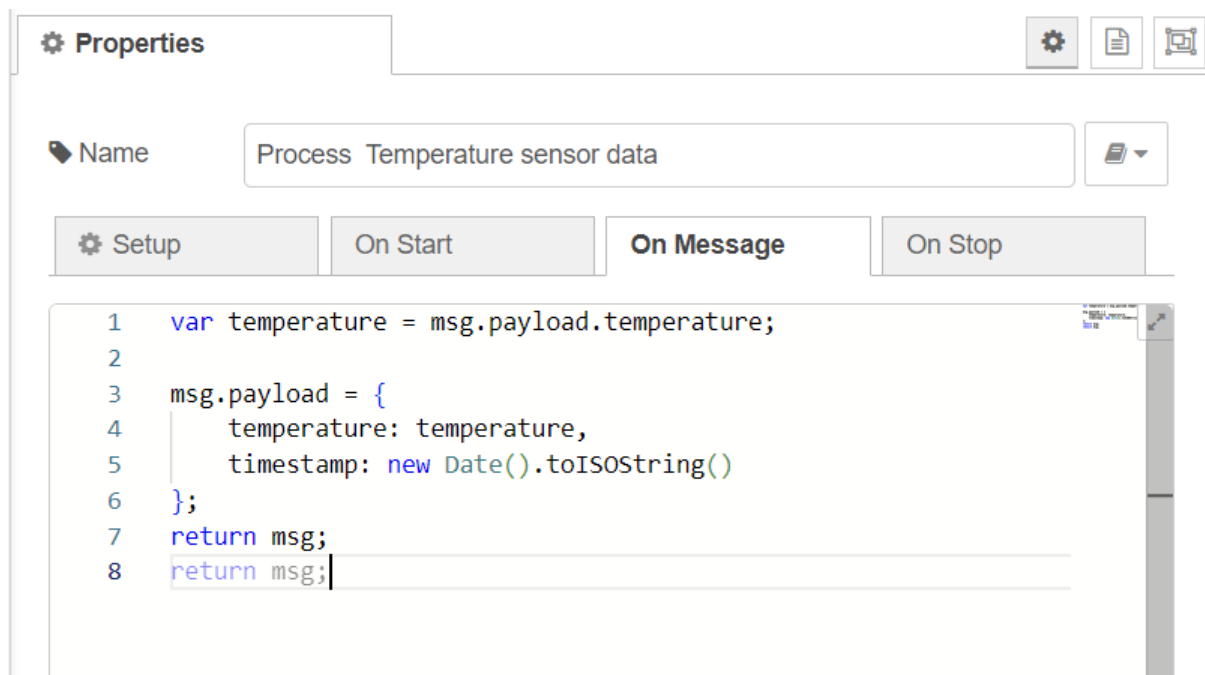 Properties
Name
Process  Temperature sensor data
Setup On Start On Message On Stop
1 var temperature = msg.payload.temperature;
2
3 msg.payload = {
4     temperature: temperature,
5     timestamp: new Date().toISOString()
6 };
7 return msg;
8 return msg;